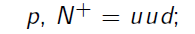 p, N⁺ = uud;